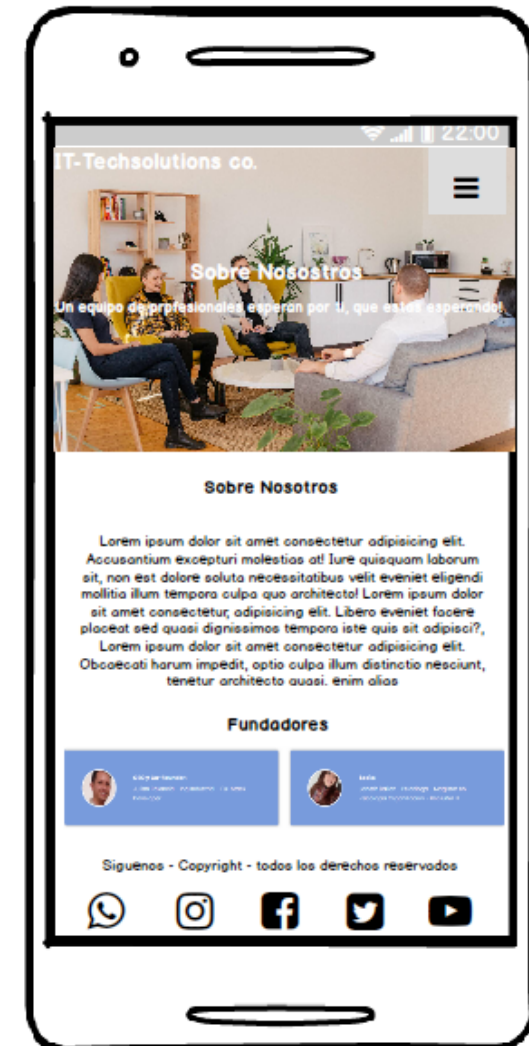 22:00
IT-Techsolutions co.
Sobre Nosostros
Un equipo de prpfesionales esperan por ti, que estas esperando!
Sobre Nosotros
Lorem ipsum dolor sit amet consectetur adipisicing elit.
Accusantium excepturi molestias at! Iure quisquam laborum
sit, non est dolore soluta necessitatibus velit eveniet eligendi
mollitia illum tempora culpa quo architecto! Lorem ipsum dolor
sit amet consectetur, adipisicing elit. Libero eveniet facere
placeat sed quasi dignissimos tempora iste quis sit adipisci?,
Lorem ipsum dolor sit amet consectetur adipisicing elit.
Obcaecati harum impedit, optio culpa illum distinctio nesciunt,
tenetur architecto quasi. enim alias
Fundadores
Siguenos - Copyright - todos los derechos reservados